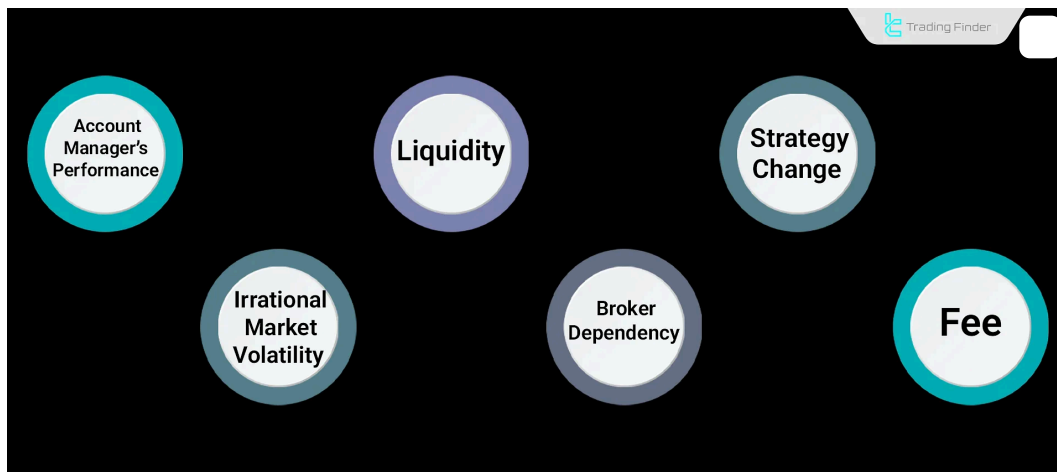 Trading Finder
Account
Manager's
Performance
Liquidity
Strategy
Change
Irrational
Market
Volatility
Broker
Dependency
Fee